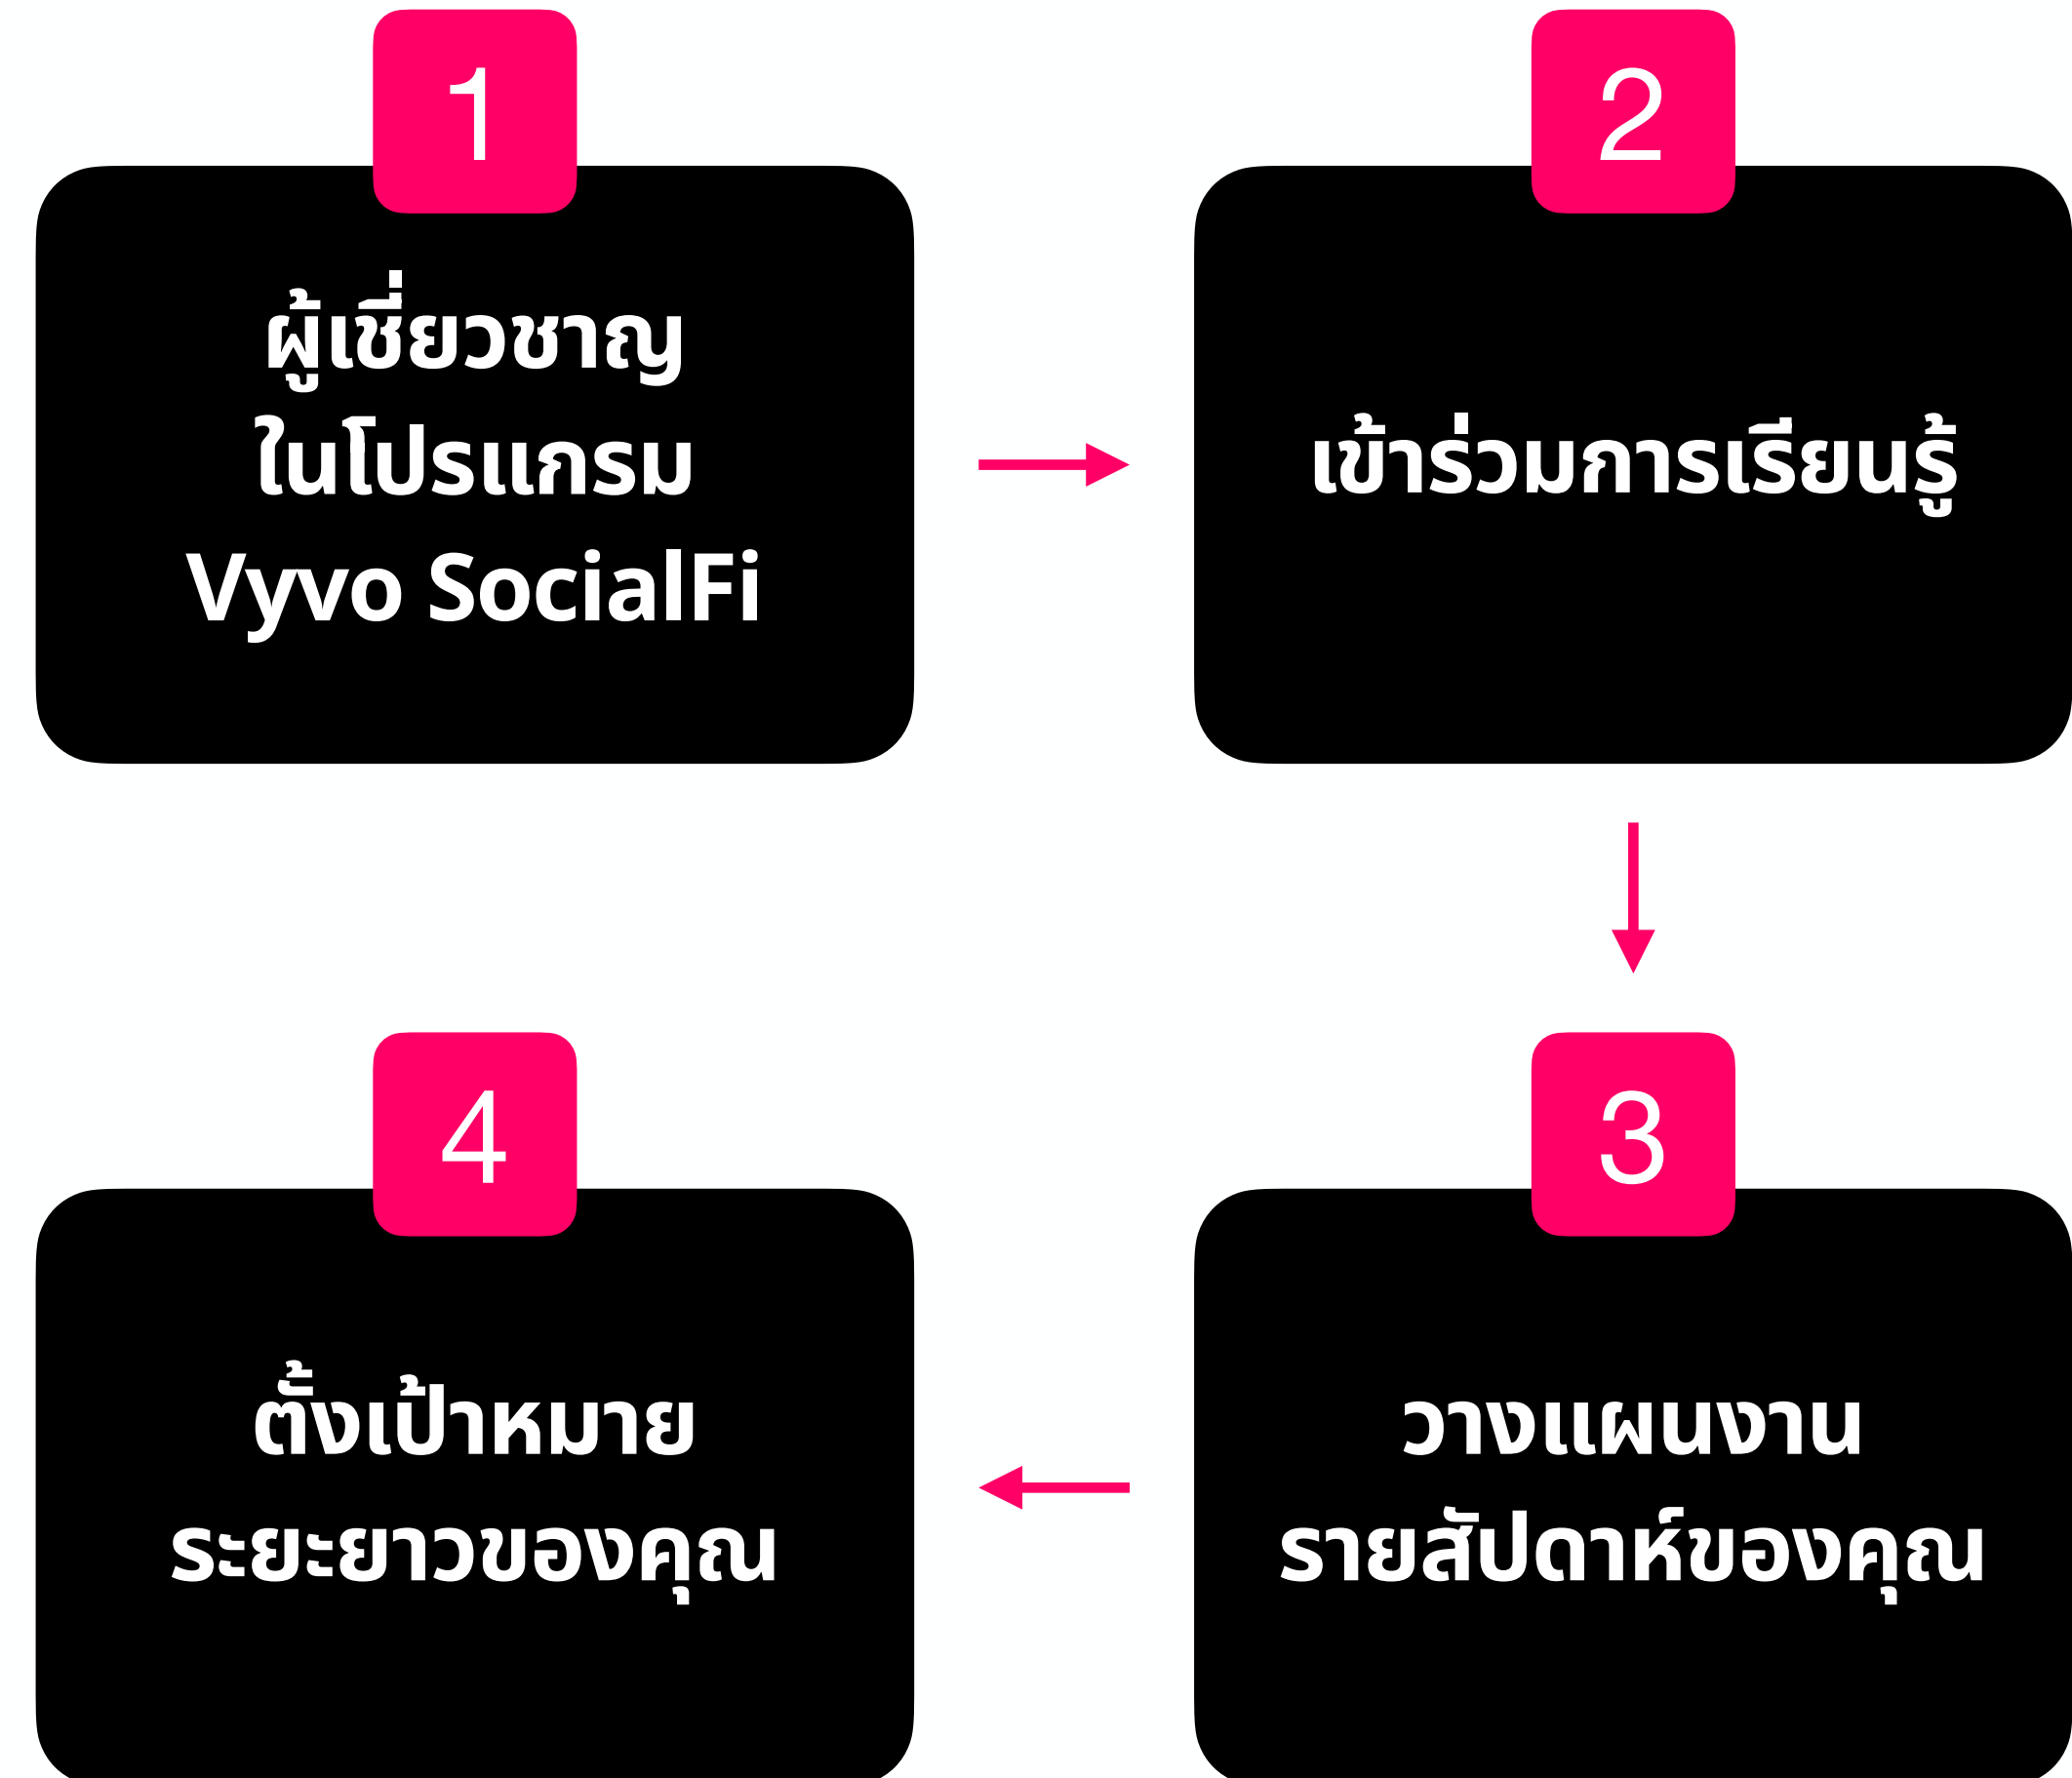 1
ผู้เชี่ยวชาญ
ในโปรแกรม
Vyvo SocialFi
2
เข้าร่วมการเรียนรู้
3
วางแผนงาน
รายสัปดาห์ของคุณ
4
ตั้งเป้าหมาย
ระยะยาวของคุณ